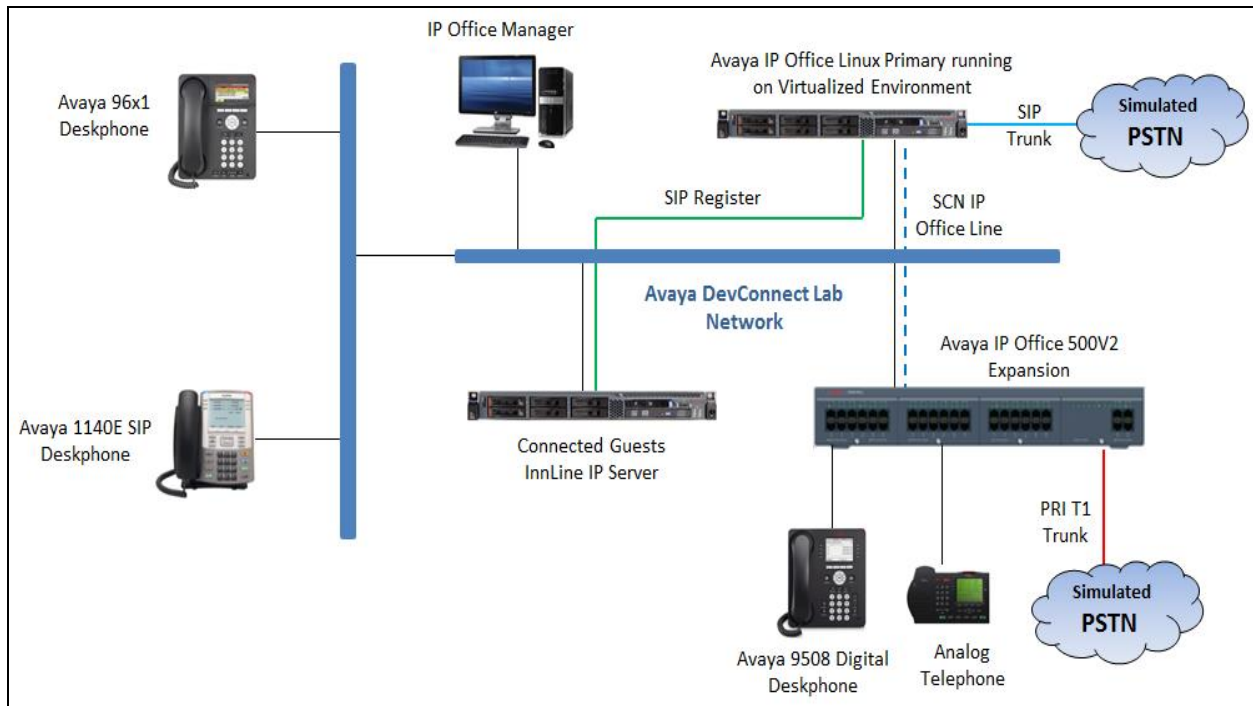 IP Office Manager
Avaya IP Office Linux Primary running
on Virtualized Environment
Avaya 96x1
Deskphone
SIP
Trunk
Simulated
PSTN
SIP Register
SCN IP
Office Line
Avaya DevConnect Lab
Network
Avaya IP Office 500V2
Expansion
Avaya 1140E SIP
Deskphone
Connected Guests
InnLine IP Server
PRI T1
Trunk
Simulated
PSTN
Avaya 9508 Digital
Deskphone
Analog
Telephone